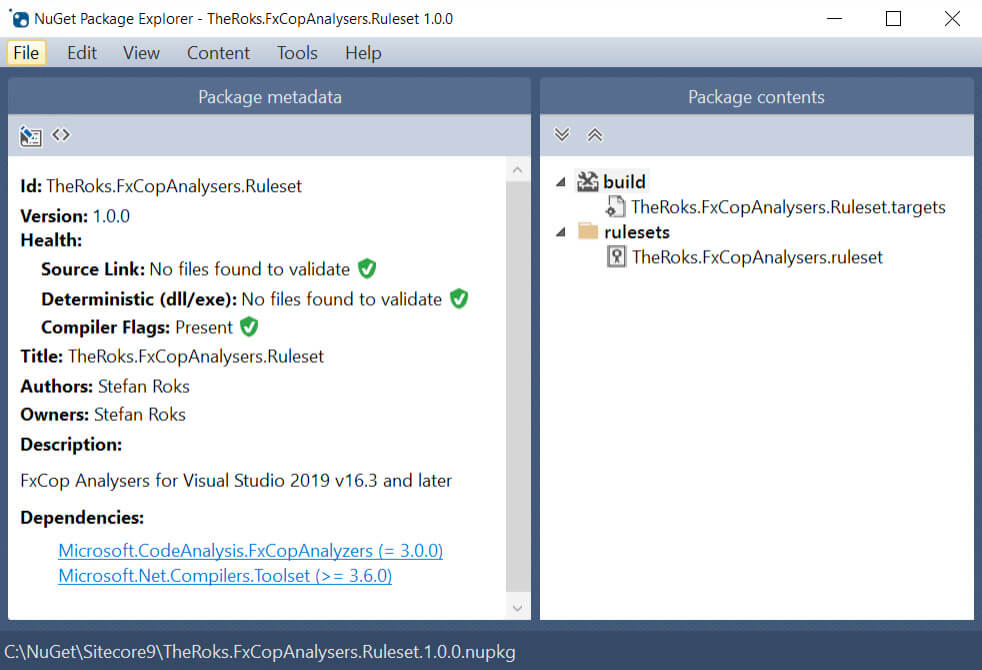 NuGet Package Explorer - TheRoks.FxCopAnalysers.Ruleset 1.0.0
File Edit View Content Tools Help
Package metadata
Id: TheRoks.FxCopAnalysers.Ruleset
Version: 1.0.0
Health:
Source Link: No files found to validate
Deterministic (dll/exe): No files found to validate
Compiler Flags: Present
Title: TheRoks.FxCopAnalysers.Ruleset
Authors: Stefan Roks
Owners: Stefan Roks
Description:
FxCop Analysers for Visual Studio 2019 v16.3 and later
Dependencies:
Microsoft.CodeAnalysis.FxCopAnalyzers (= 3.0.0)
Microsoft.Net.Compilers.Toolset (>= 3.6.0)
Package contents
build
TheRoks.FxCopAnalysers.Ruleset.targets
rulesets
TheRoks.FxCopAnalysers.ruleset
C:\NuGet\Sitecore9\TheRoks.FxCopAnalysers.Ruleset.1.0.0.nupkg